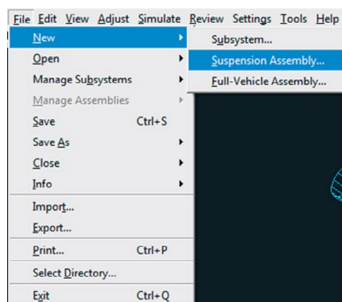 File Edit View Adjust Simulate Review Settings Tools Help
New
Subsystem...
Open
Suspension Assembly...
Manage Subsystems
Full-Vehicle Assembly...
Manage Assemblies
Save Ctrl+S
Save As
Close
Info
Import...
Export...
Print... Ctrl+P
Select Directory...
Exit Ctrl+Q